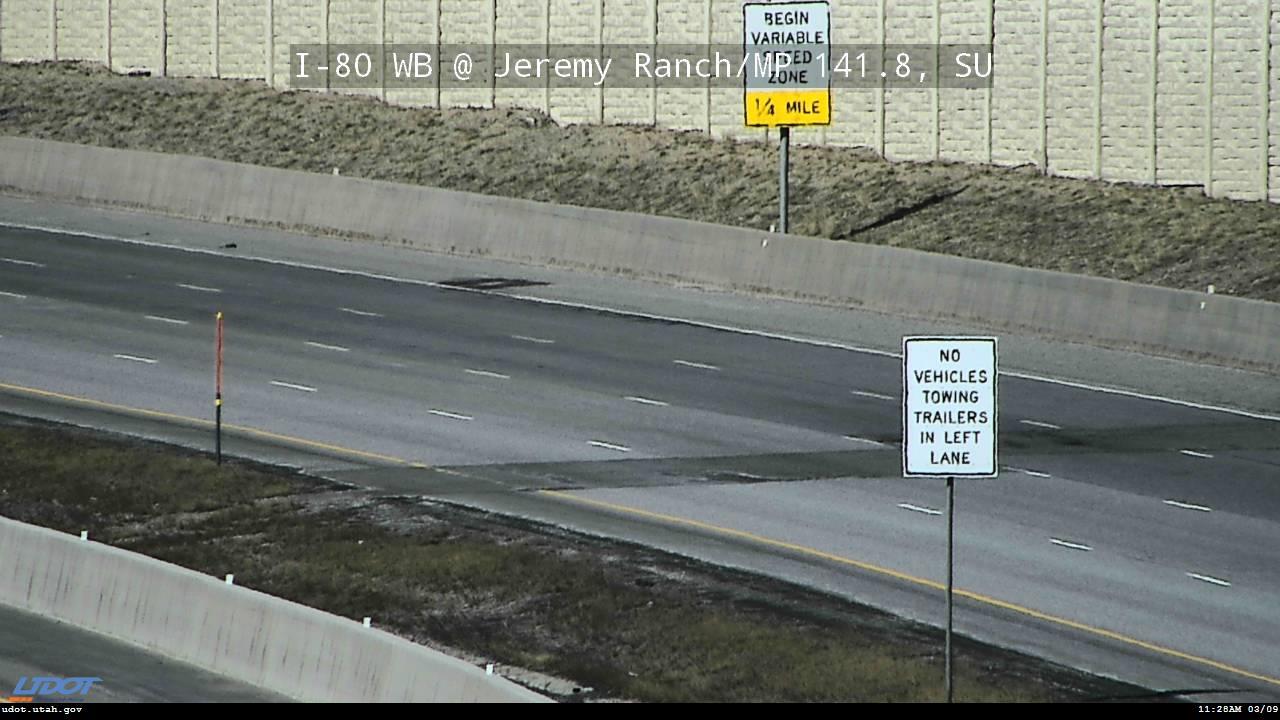 BEGIN
VARIABLE
SPEED
ZONE
1/4 MILE
I-80 WB @ Jeremy Ranch/MP 141.8, SU
NO
VEHICLES
TOWING
TRAILERS
IN LEFT
LANE
UDOT
udot.utah.gov
11:28AM 03/09